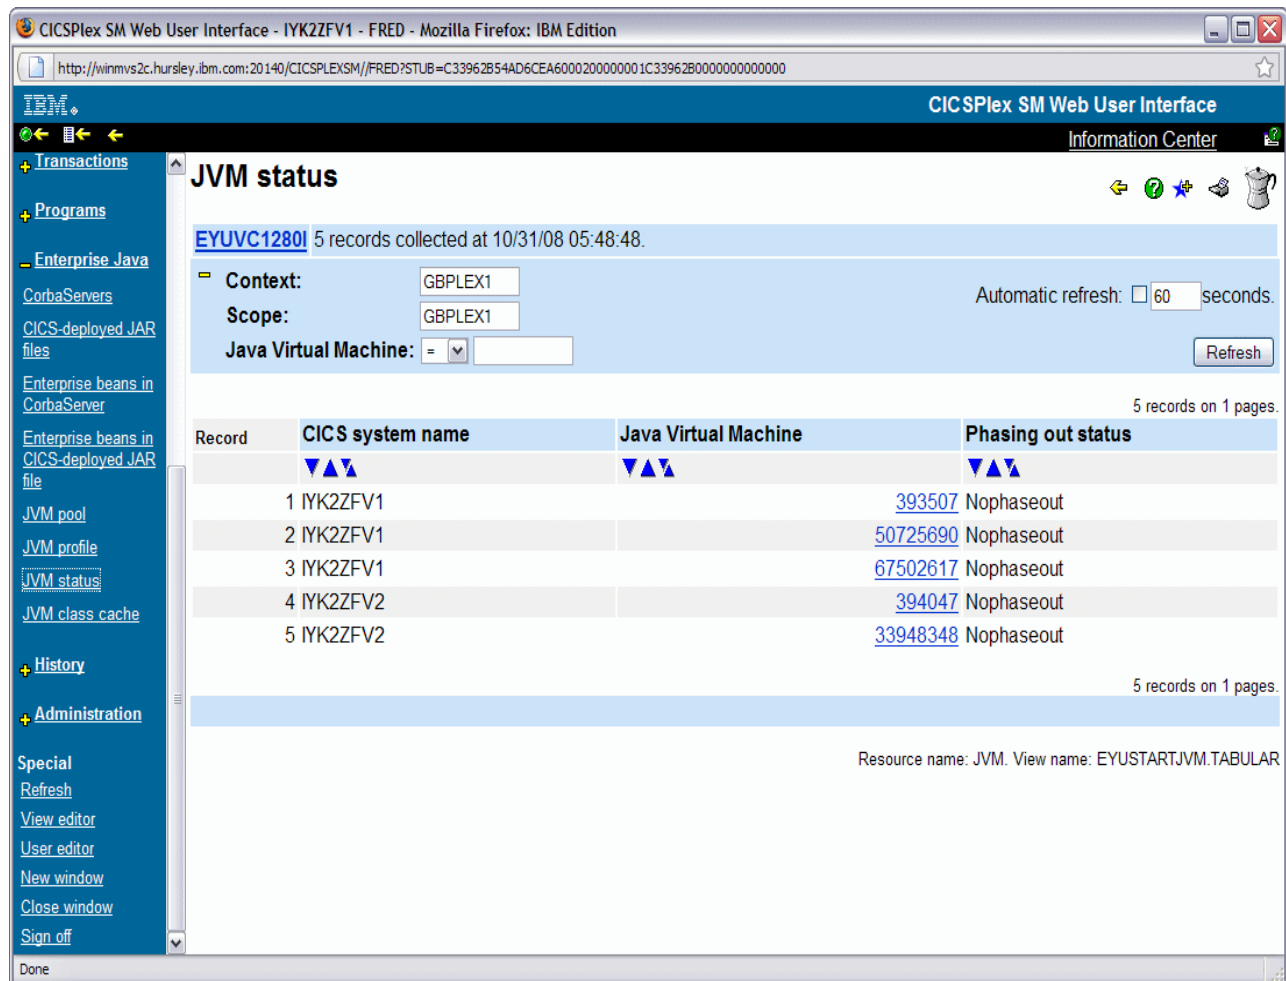 CICSPlex SM Web User Interface - IYK2ZFV1 - FRED - Mozilla Firefox: IBM Edition
http://winmvs2c.hursley.ibm.com:20140/CICSPLEXSM//FRED?STUB=C33962B54AD6CEA6000200000001C33962B0000000000000
IBM.
CICSPlex SM Web User Interface
Information Center
Transactions
Programs
Enterprise Java
CorbaServers
CICS-deployed JAR
files
Enterprise beans in
CorbaServer
Enterprise beans in
CICS-deployed JAR
file
JVM pool
JVM profile
JVM status
JVM class cache
History
Administration
Special
Refresh
View editor
User editor
New window
Close window
Sign off
JVM status
EYUVC1280I 5 records collected at 10/31/08 05:48:48.
Context: GBPLEX1
Scope: GBPLEX1
Java Virtual Machine: =
Automatic refresh: 60 seconds.
Refresh
5 records on 1 pages.
Record CICS system name Java Virtual Machine Phasing out status
1 IYK2ZFV1 393507 Nophaseout
2 IYK2ZFV1 50725690 Nophaseout
3 IYK2ZFV1 67502617 Nophaseout
4 IYK2ZFV2 394047 Nophaseout
5 IYK2ZFV2 33948348 Nophaseout
5 records on 1 pages.
Resource name: JVM. View name: EYUSTARTJVM.TABULAR
Done